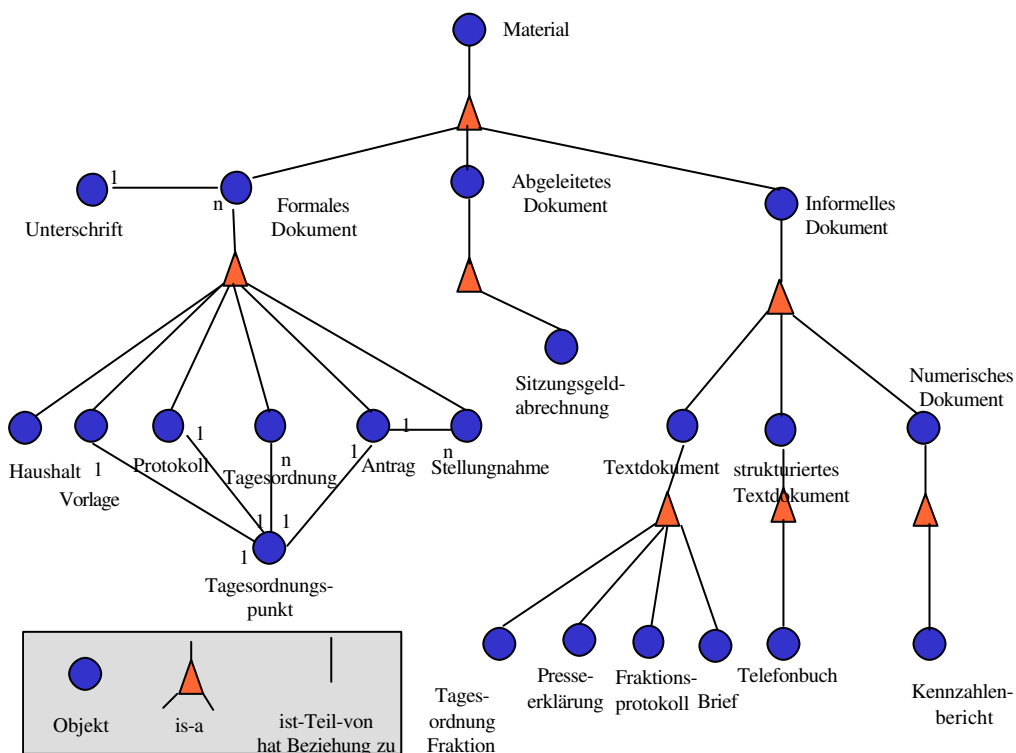 Material
Abgeleitetes
Dokument
Informelles
Dokument
1
n
Unterschrift
Formales
Dokument
Sitzungsgeld-
abrechnung
Numerisches
Dokument
Haushalt
1
Vorlage
Protokoll
1
Tagesordnung
n
Antrag
1
1
n
Stellungnahme
Textdokument
strukturiertes
Textdokument
1
1
1
Tagesordnungs-
punkt
Tages-
ordnung
Fraktion
Presse-
erklärung
Fraktions-
protokoll
Brief
Telefonbuch
Kennzahlen-
bericht
Objekt
is-a
ist-Teil-von
hat Beziehung zu